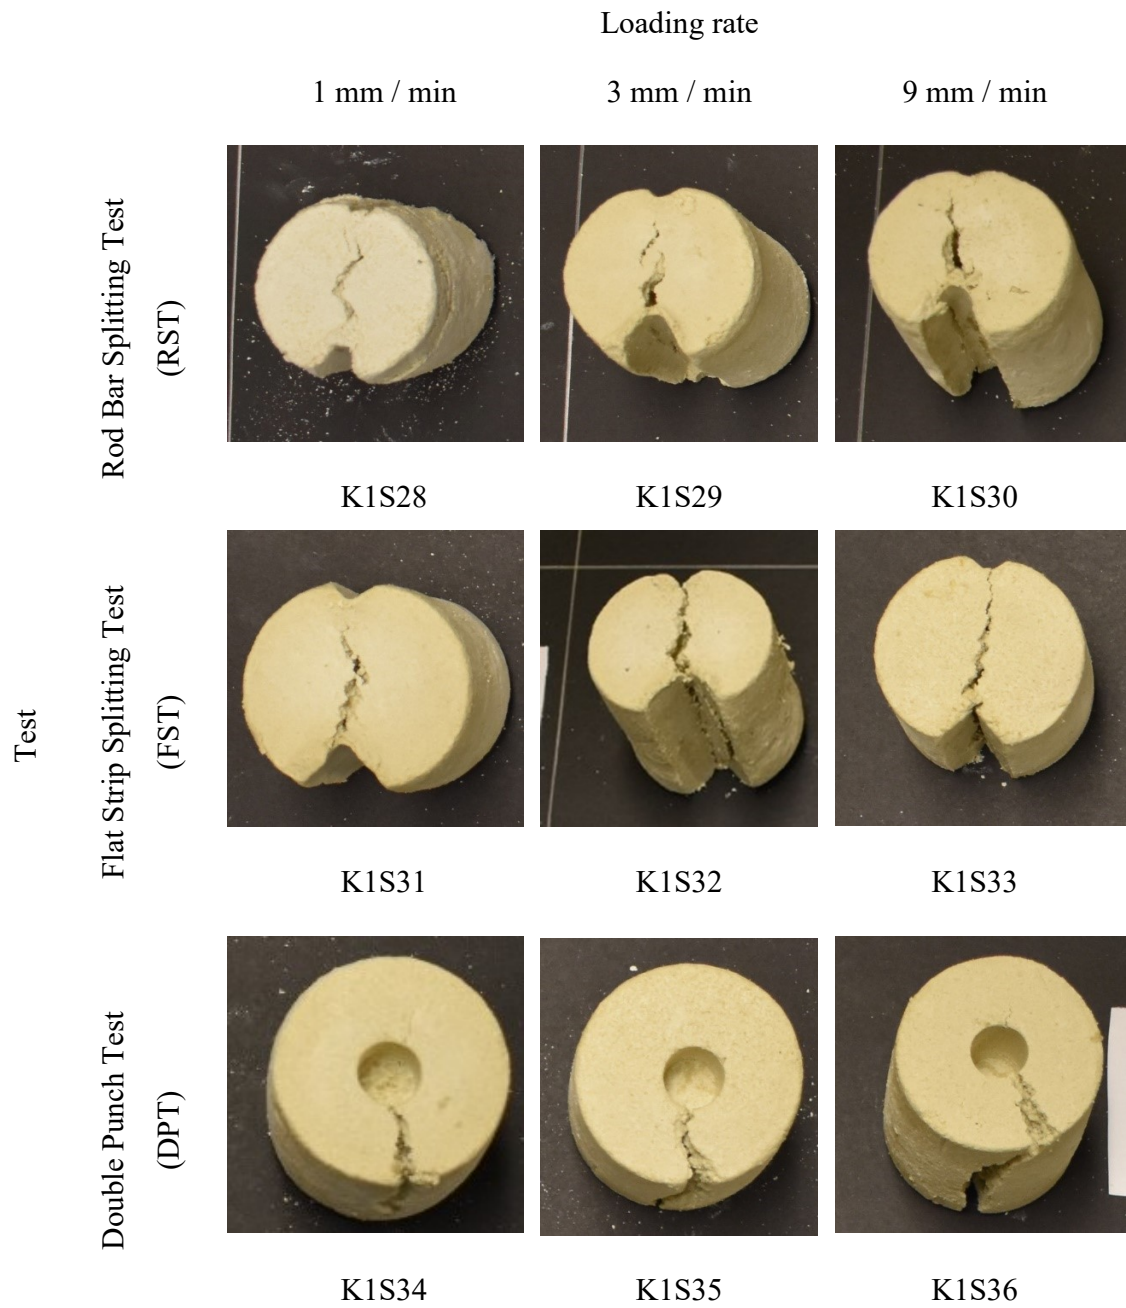 Loading rate
1 mm / min
3 mm / min
9 mm / min
Test
Rod Bar Splitting Test
(RST)
K1S28
K1S29
K1S30
Flat Strip Splitting Test
(FST)
K1S31
K1S32
K1S33
Double Punch Test
(DPT)
K1S34
K1S35
K1S36